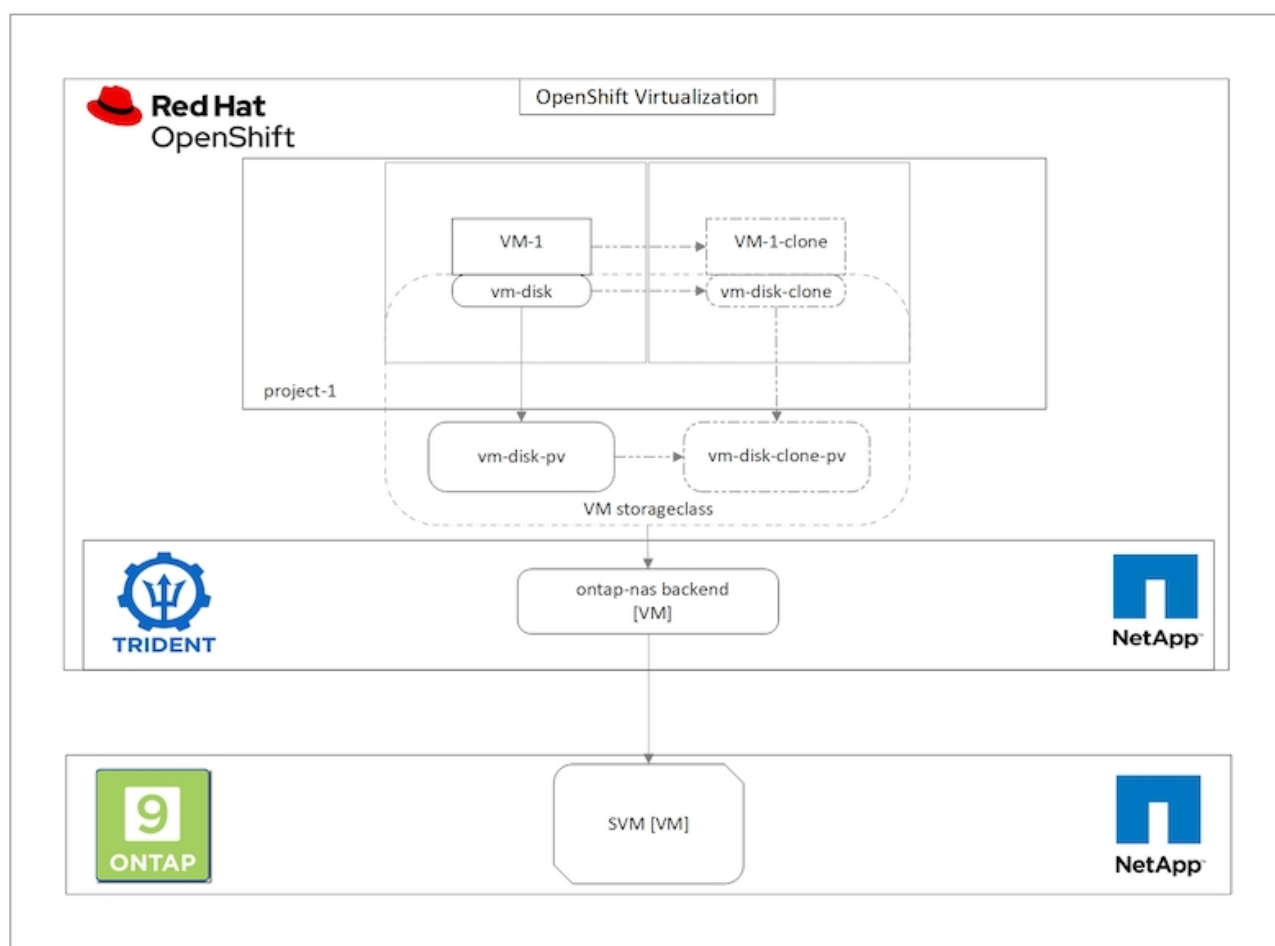 OpenShift Virtualization
Red Hat
OpenShift
VM-1
VM-1-clone
vm-disk
vm-disk-clone
project-1
vm-disk-pv
vm-disk-clone-pv
VM storageclass
ontap-nas backend
[VM]
TRIDENT
NetApp
SVM [VM]
9
ONTAP
NetApp